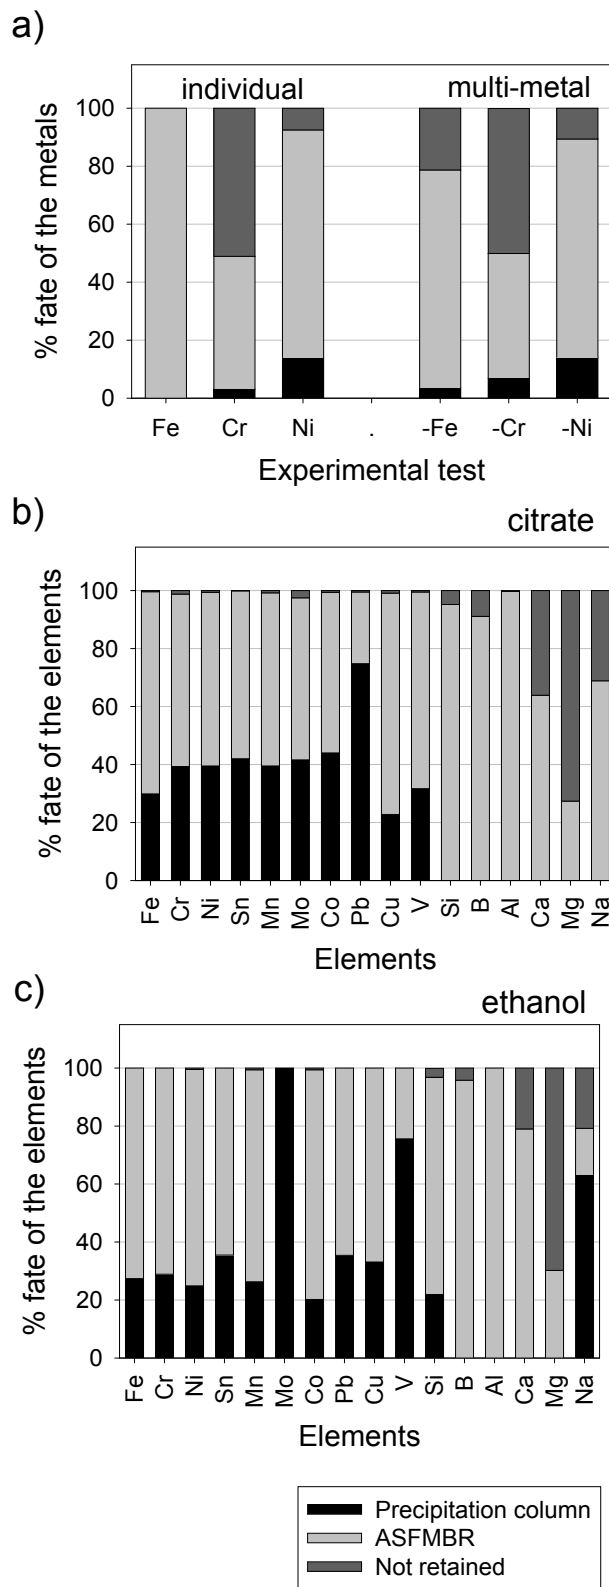 a)
individual
multi-metal
% fate of the metals
100
80
60
40
20
0
Fe Cr Ni . -Fe -Cr -Ni
Experimental test
b)
citrate
% fate of the elements
100
80
60
40
20
0
Fe Cr Ni Sn Mn Mo Co Pb Cu V Si B Al Ca Mg Na
Elements
c)
ethanol
% fate of the elements
100
80
60
40
20
0
Fe Cr Ni Sn Mn Mo Co Pb Cu V Si B Al Ca Mg Na
Elements
Precipitation column
ASFMBR
Not retained